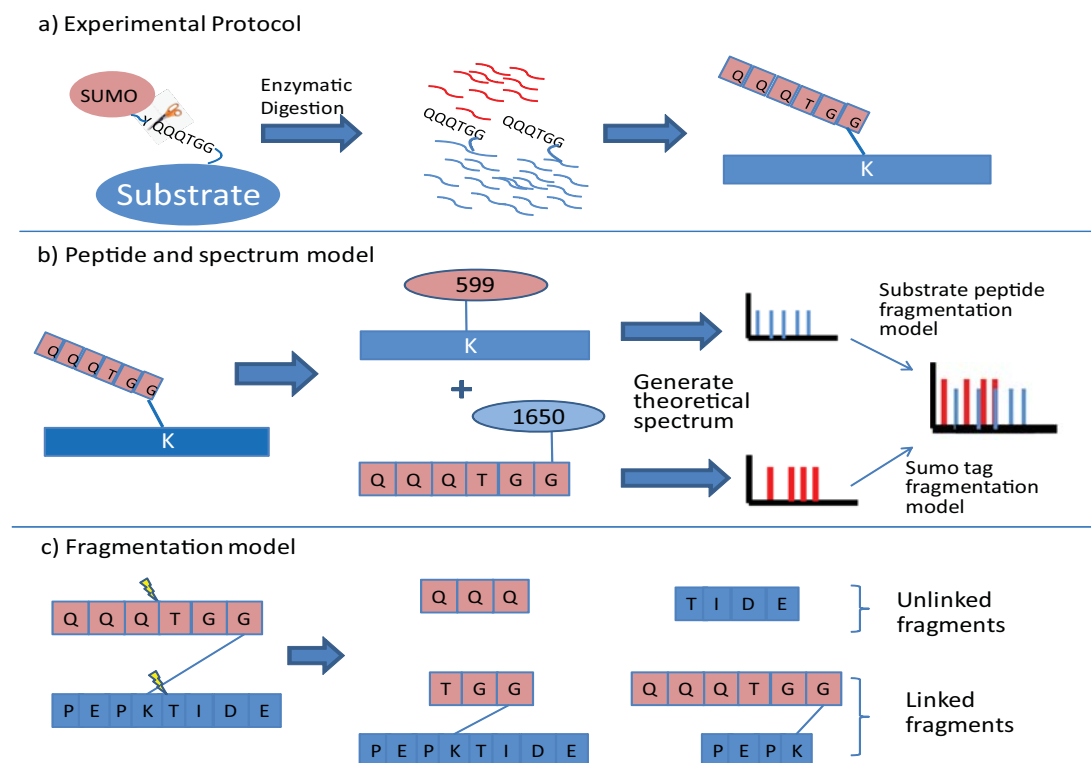 a) Experimental Protocol
SUMO
X QQQTGG
Substrate
Enzymatic
Digestion
QQQTGG
QQQTGG
Q Q Q T G G
K
b) Peptide and spectrum model
Q Q Q T G G
K
599
K
+
1650
Q Q Q T G G
Generate
theoretical
spectrum
Substrate peptide
fragmentation
model
Sumo tag
fragmentation
model
c) Fragmentation model
Q Q Q T G G
P E P K T I D E
Q Q Q
T I D E
Unlinked
fragments
T G G
P E P K T I D E
Q Q Q T G G
P E P K
Linked
fragments